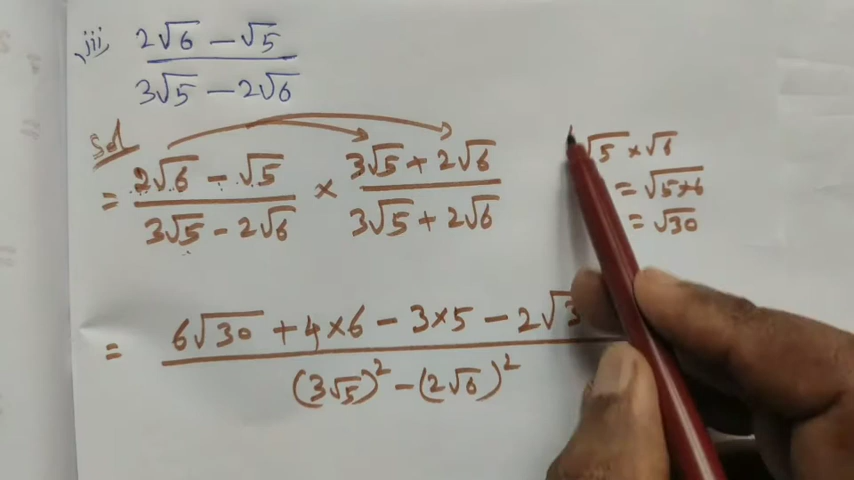 iii, (2√6 - √5)/(3√5 - 2√6)
Sol
= (2√6 - √5)/(3√5 - 2√6) × (3√5 + 2√6)/(3√5 + 2√6)
√5 × √6
= √5×6
= √30
= (6√30 + 4×6 - 3×5 - 2√3)/((3√5)² - (2√6)²)